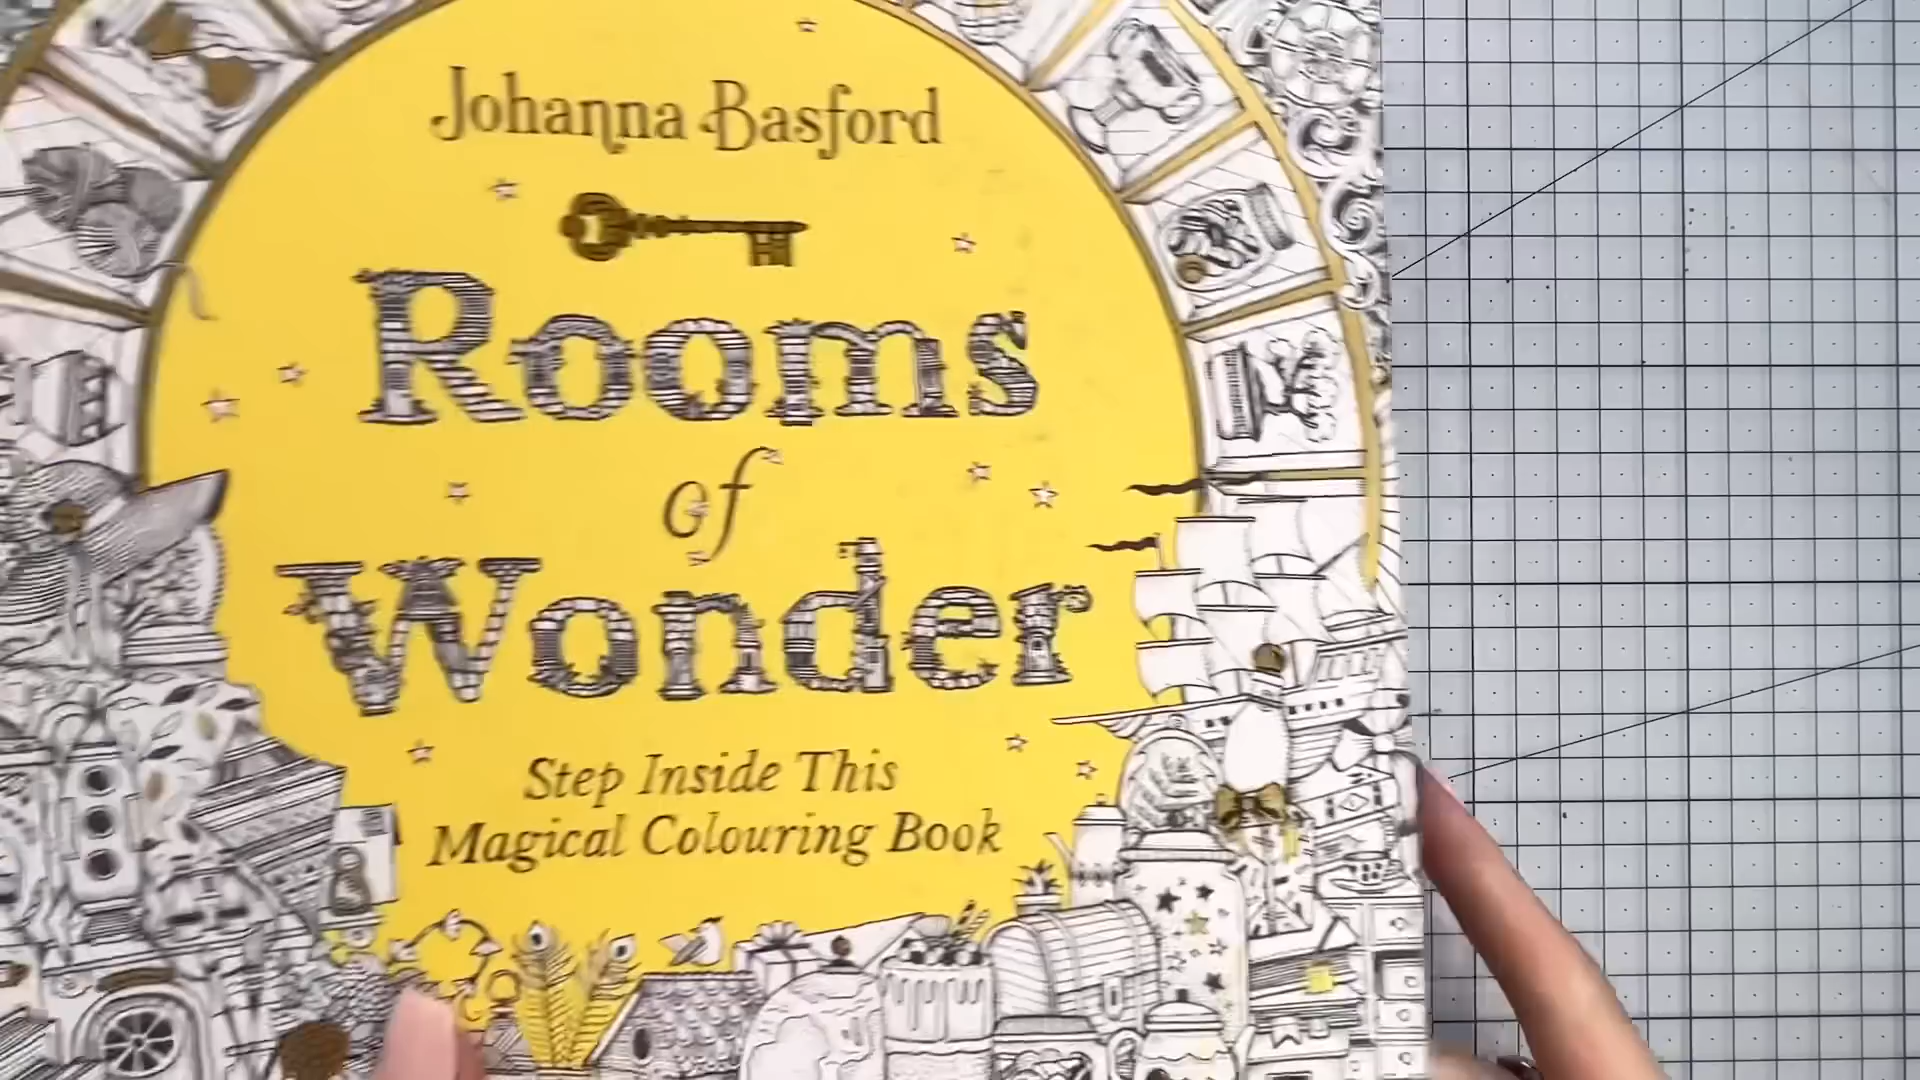 Johanna Basford
Rooms
of
Wonder
Step Inside This
Magical Colouring Book